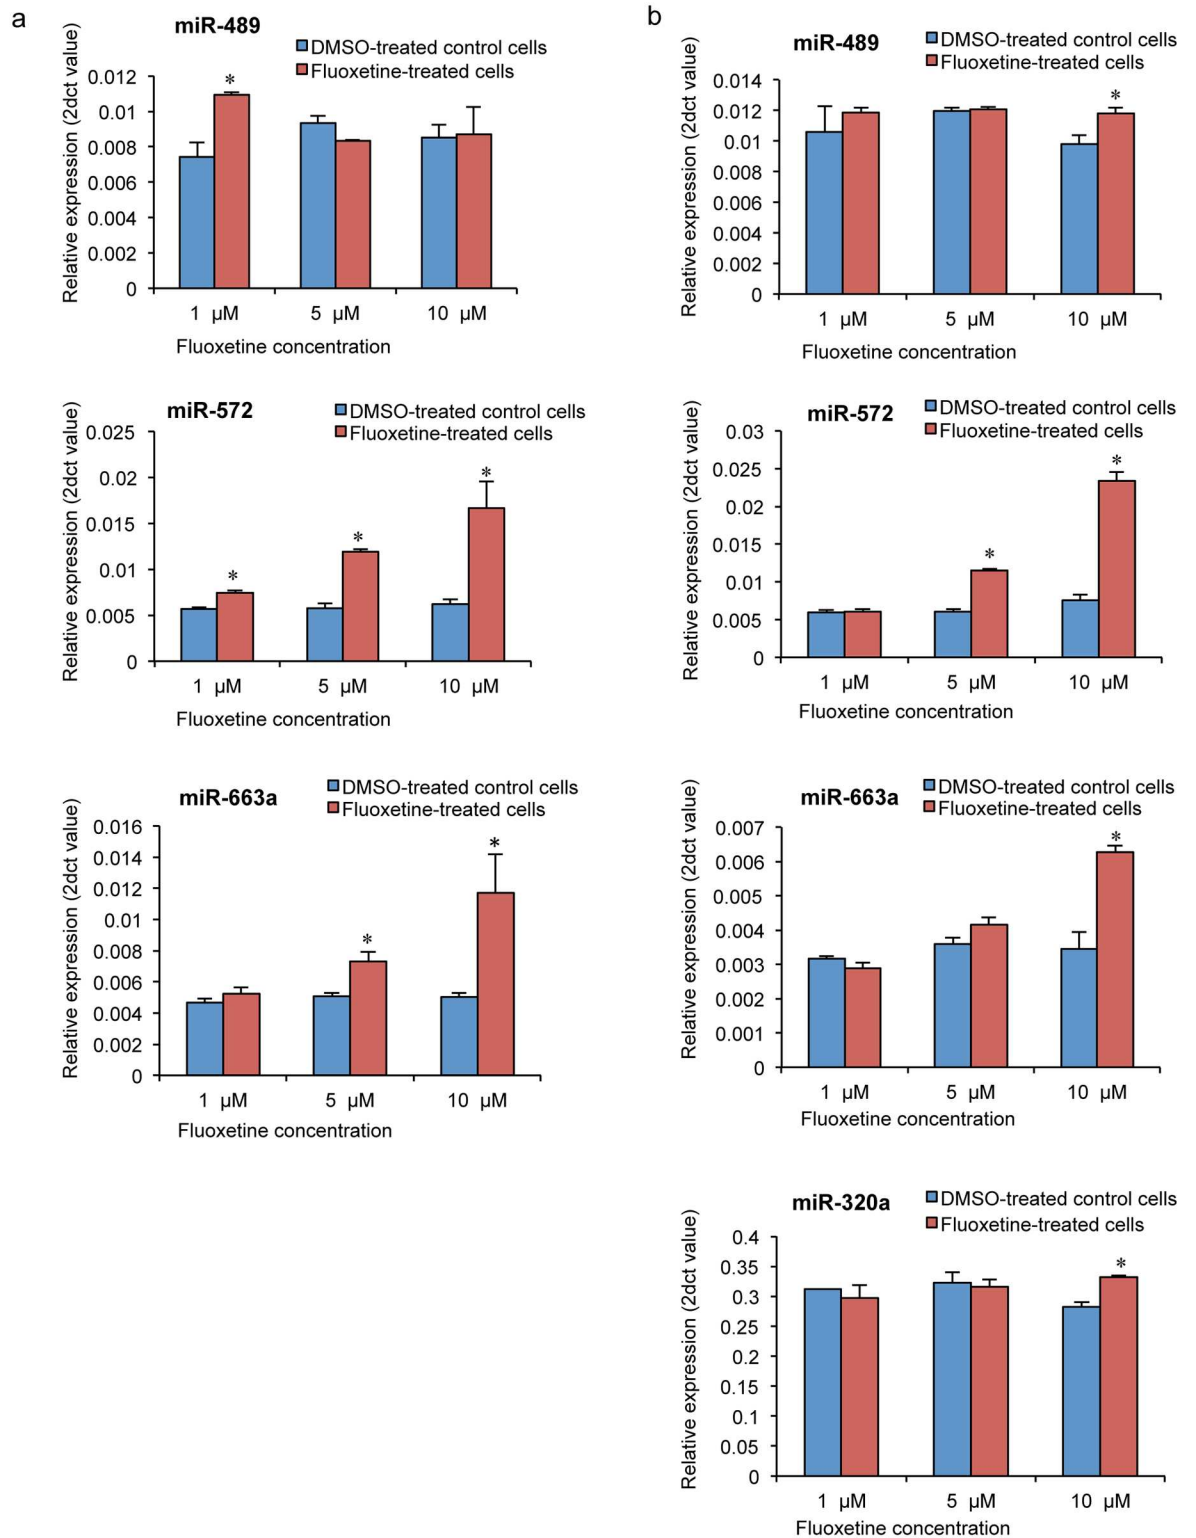 a
miR-489
DMSO-treated control cells
Fluoxetine-treated cells
Relative expression (2dct value)
0.012
0.01
0.008
0.006
0.004
0.002
0
*
1 μM
5 μM
10 μM
Fluoxetine concentration
miR-572
DMSO-treated control cells
Fluoxetine-treated cells
Relative expression (2dct value)
0.025
0.02
0.015
0.01
0.005
0
*
*
*
1 μM
5 μM
10 μM
Fluoxetine concentration
miR-663a
DMSO-treated control cells
Fluoxetine-treated cells
Relative expression (2dct value)
0.016
0.014
0.012
0.01
0.008
0.006
0.004
0.002
0
*
*
1 μM
5 μM
10 μM
Fluoxetine concentration
b
miR-489
DMSO-treated control cells
Fluoxetine-treated cells
Relative expression (2dct value)
0.014
0.012
0.01
0.008
0.006
0.004
0.002
0
*
1 μM
5 μM
10 μM
Fluoxetine concentration
miR-572
DMSO-treated control cells
Fluoxetine-treated cells
Relative expression (2dct value)
0.03
0.025
0.02
0.015
0.01
0.005
0
*
*
1 μM
5 μM
10 μM
Fluoxetine concentration
miR-663a
DMSO-treated control cells
Fluoxetine-treated cells
Relative expression (2dct value)
0.007
0.006
0.005
0.004
0.003
0.002
0.001
0
*
1 μM
5 μM
10 μM
Fluoxetine concentration
miR-320a
DMSO-treated control cells
Fluoxetine-treated cells
Relative expression (2dct value)
0.4
0.35
0.3
0.25
0.2
0.15
0.1
0.05
0
*
1 μM
5 μM
10 μM
Fluoxetine concentration